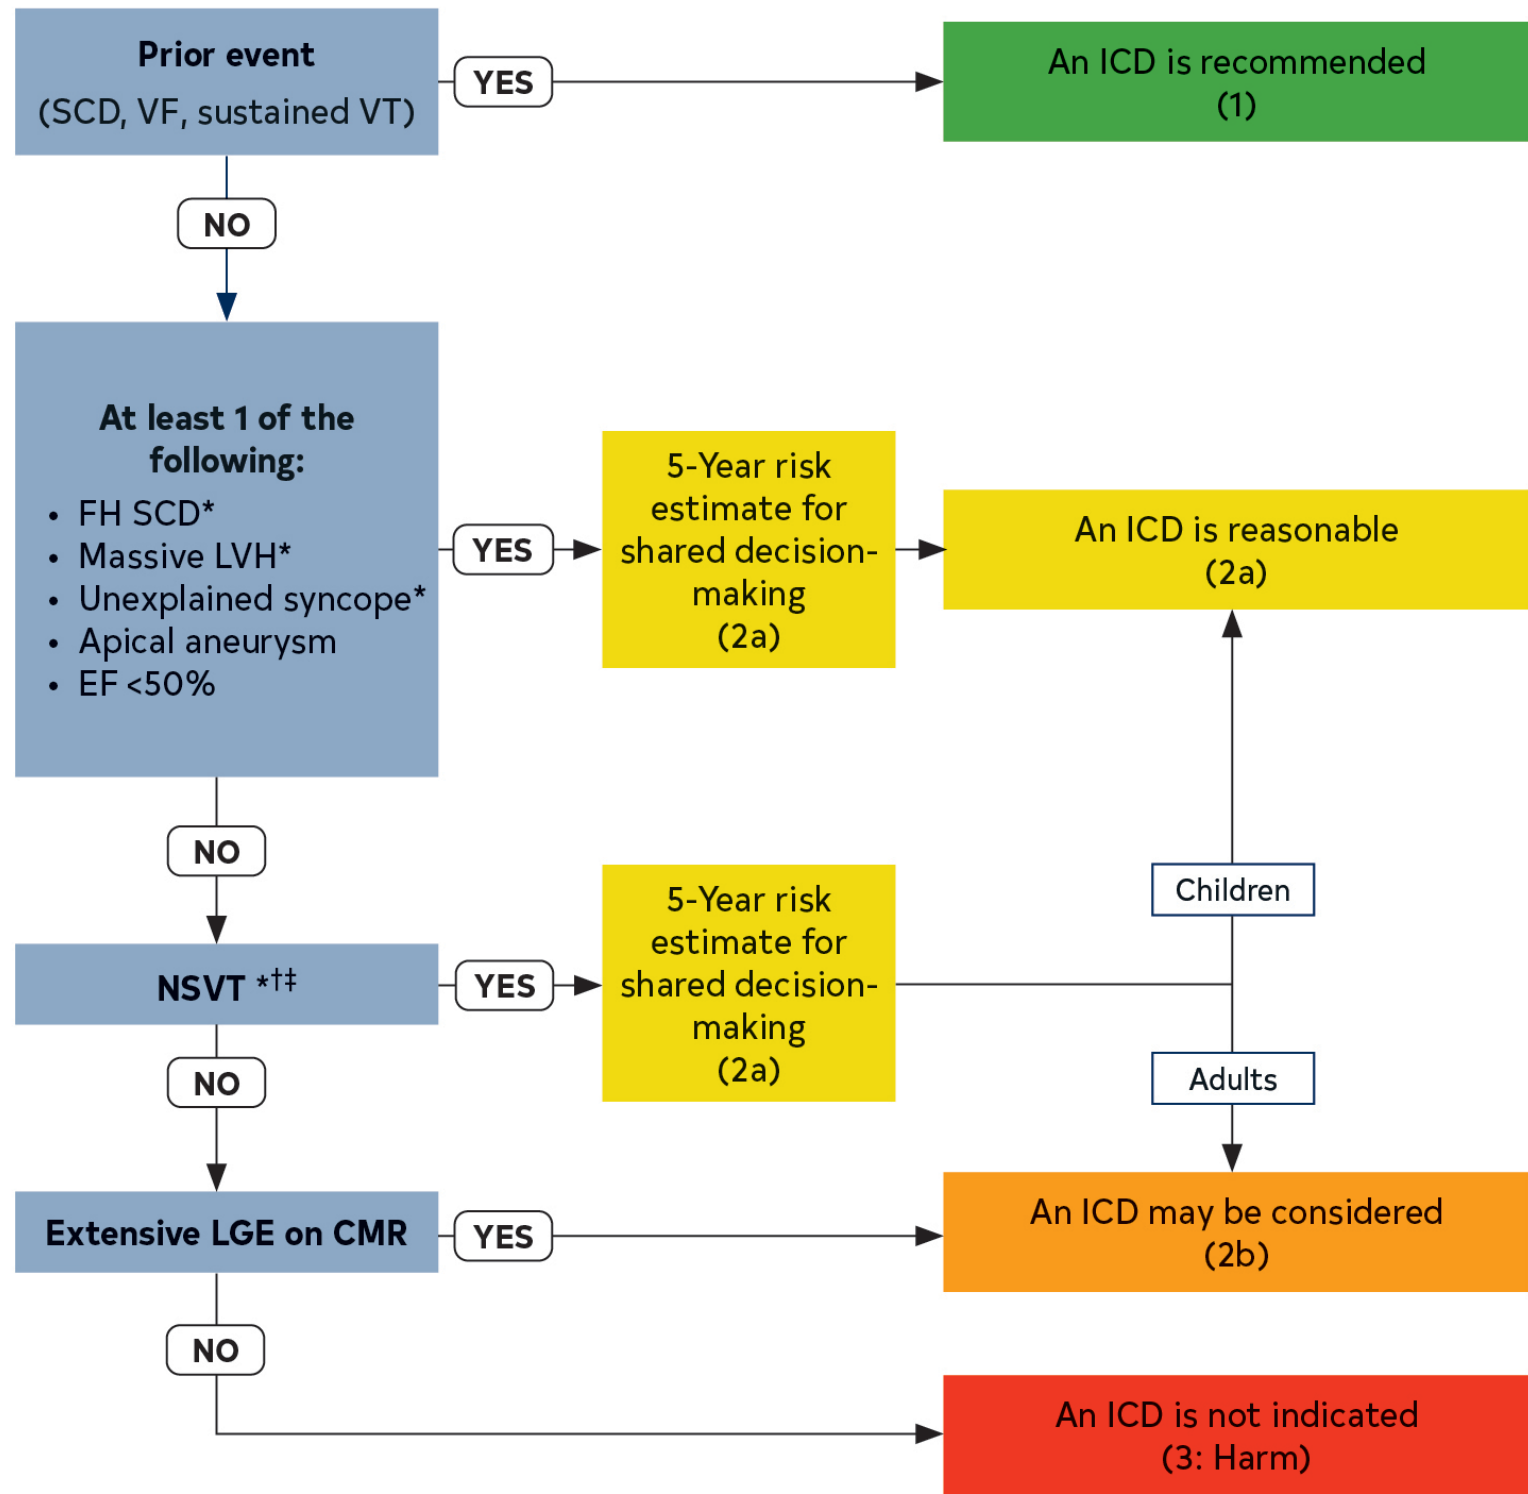 Prior event
(SCD, VF, sustained VT)
YES
An ICD is recommended
(1)
NO
At least 1 of the
following:
• FH SCD*
• Massive LVH*
• Unexplained syncope*
• Apical aneurysm
• EF <50%
YES
5-Year risk
estimate for
shared decision-
making
(2a)
An ICD is reasonable
(2a)
NO
Children
NSVT *†‡
YES
5-Year risk
estimate for
shared decision-
making
(2a)
Adults
NO
Extensive LGE on CMR
YES
An ICD may be considered
(2b)
NO
An ICD is not indicated
(3: Harm)